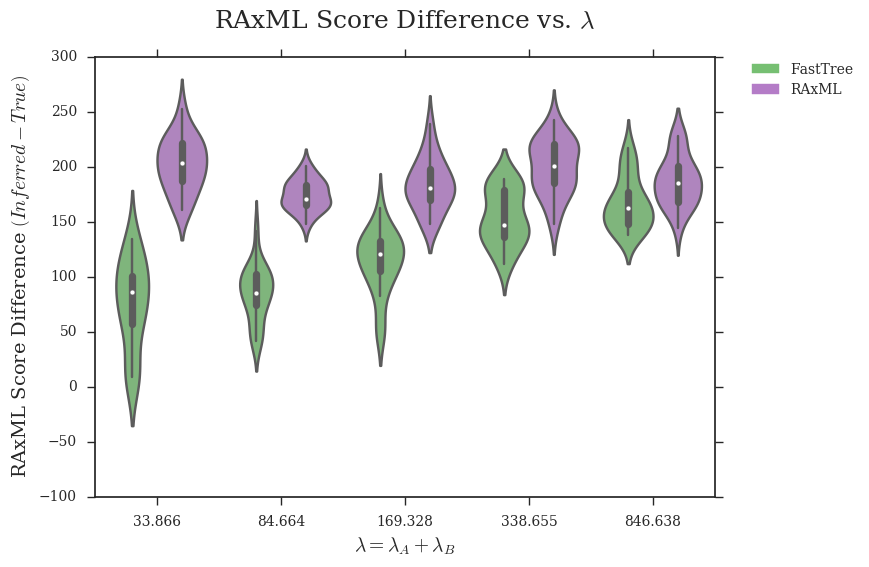 RAxML Score Difference vs. λ
RAxML Score Difference (Inferred − True)
300
250
200
150
100
50
0
−50
−100
33.866 84.664 169.328 338.655 846.638
λ = λ_A + λ_B
FastTree
RAxML